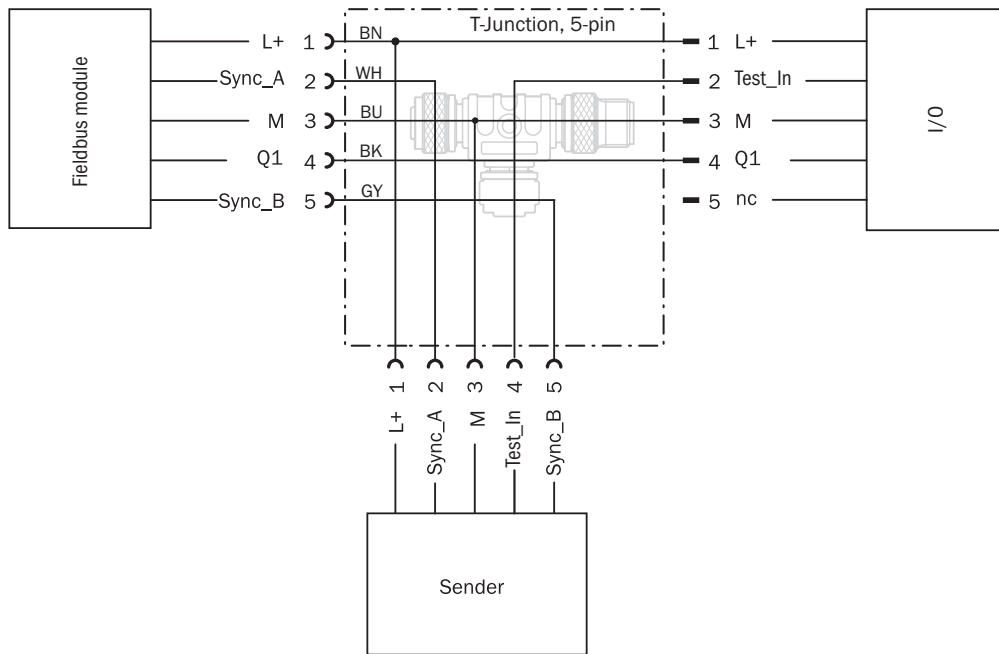 T-Junction, 5-pin
Fieldbus module
L+ 1 BN
Sync_A 2 WH
M 3 BU
Q1 4 BK
Sync_B 5 GY
1 L+
2 Test_In
3 M
4 Q1
5 nc
I/O
1 L+
2 Sync_A
3 M
4 Test_In
5 Sync_B
Sender